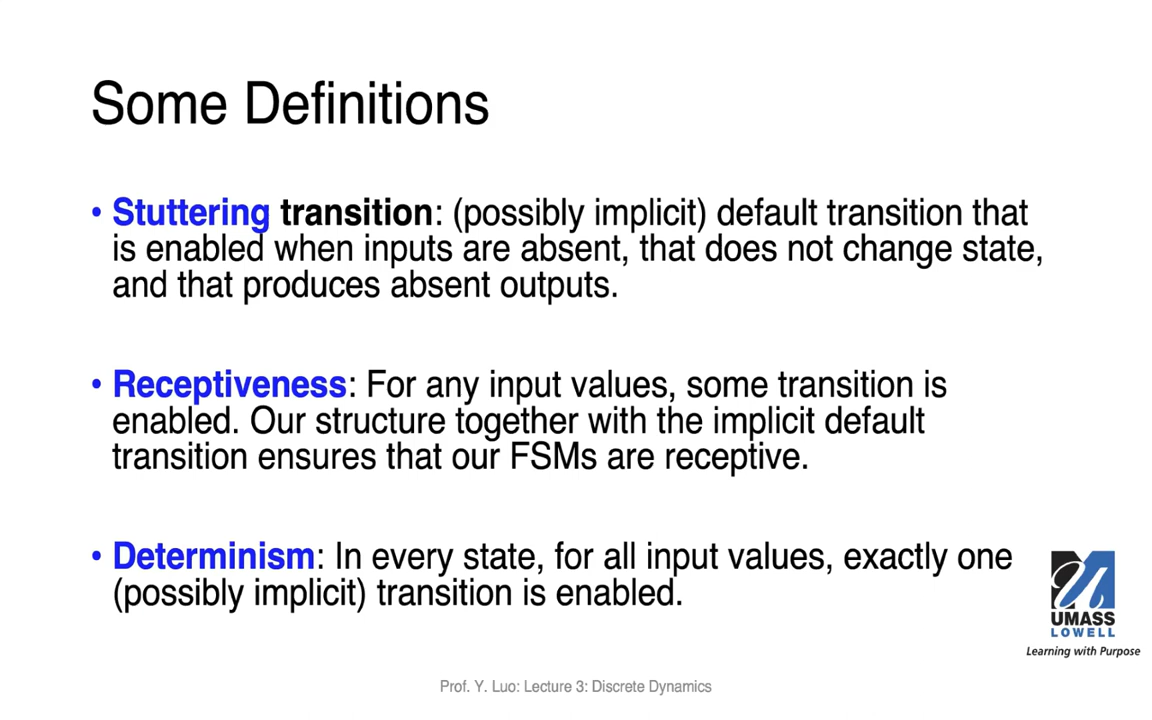 Some Definitions
• Stuttering transition: (possibly implicit) default transition that
is enabled when inputs are absent, that does not change state,
and that produces absent outputs.
• Receptiveness: For any input values, some transition is
enabled. Our structure together with the implicit default
transition ensures that our FSMs are receptive.
• Determinism: In every state, for all input values, exactly one
(possibly implicit) transition is enabled.
UMASS
LOWELL
Learning with Purpose
Prof. Y. Luo: Lecture 3: Discrete Dynamics